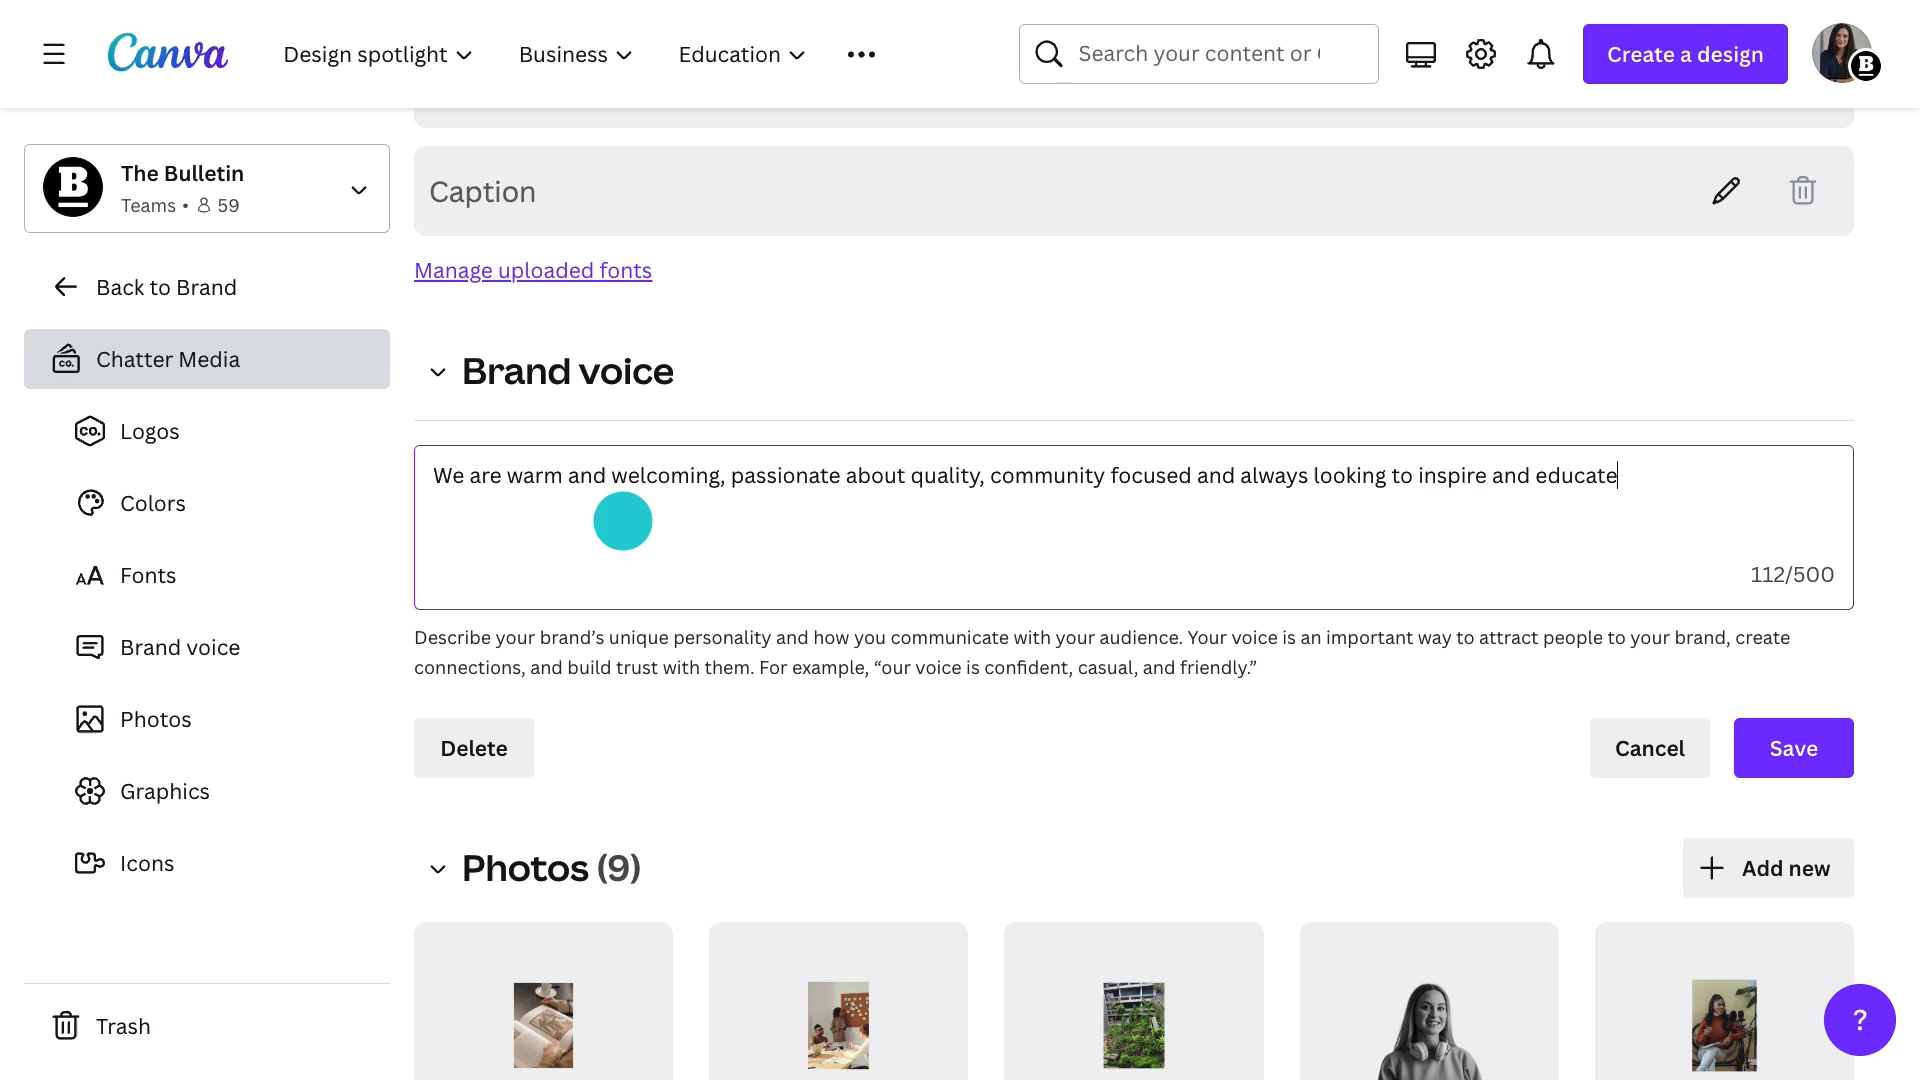 Canva
Design spotlight
Business
Education
Search your content or
Create a design
B
B
The Bulletin
Teams • 59
Back to Brand
CO.
Chatter Media
CO.
Logos
Colors
AA
Fonts
Brand voice
Photos
Graphics
Icons
Trash
Caption
Manage uploaded fonts
Brand voice
We are warm and welcoming, passionate about quality, community focused and always looking to inspire and educate
112/500
Describe your brand’s unique personality and how you communicate with your audience. Your voice is an important way to attract people to your brand, create
connections, and build trust with them. For example, “our voice is confident, casual, and friendly.”
Delete
Cancel
Save
Photos (9)
Add new
?